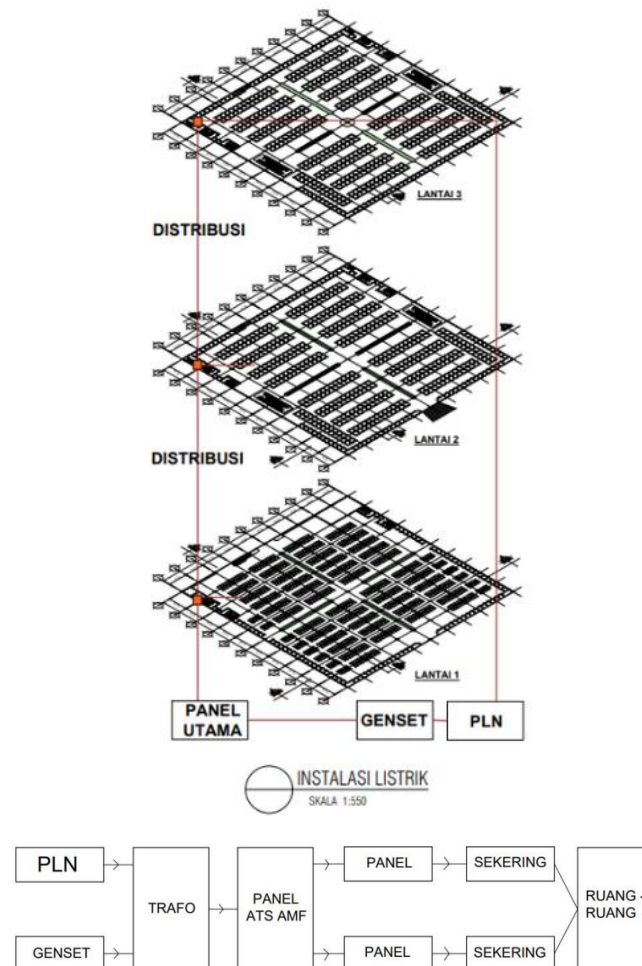 LANTAI 3
DISTRIBUSI
LANTAI 2
DISTRIBUSI
LANTAI 1
PANEL
UTAMA
GENSET
PLN
INSTALASI LISTRIK
SKALA 1:550
PLN
TRAFO
PANEL
ATS AMF
PANEL
SEKERING
RUANG -
RUANG
GENSET
PANEL
SEKERING